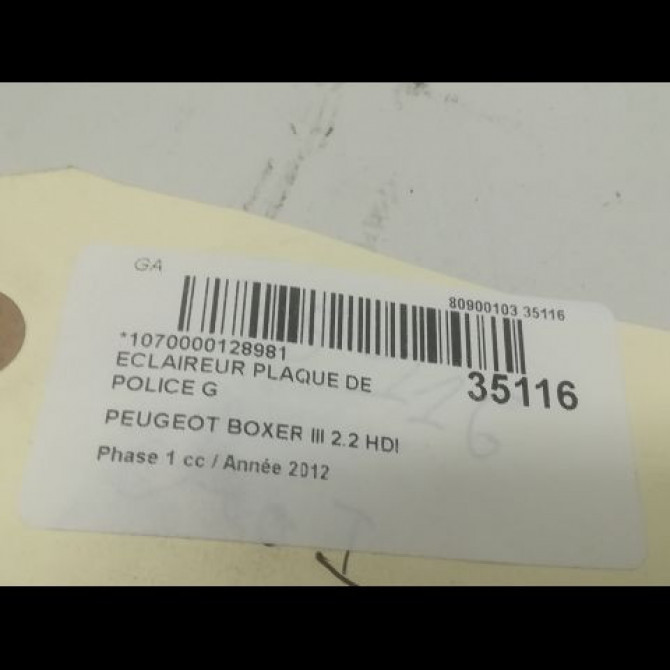 GA
80900103 35116
*1070000128981
ECLAIREUR PLAQUE DE
POLICE G
35116
PEUGEOT BOXER III 2.2 HDI
Phase 1 cc / Année 2012